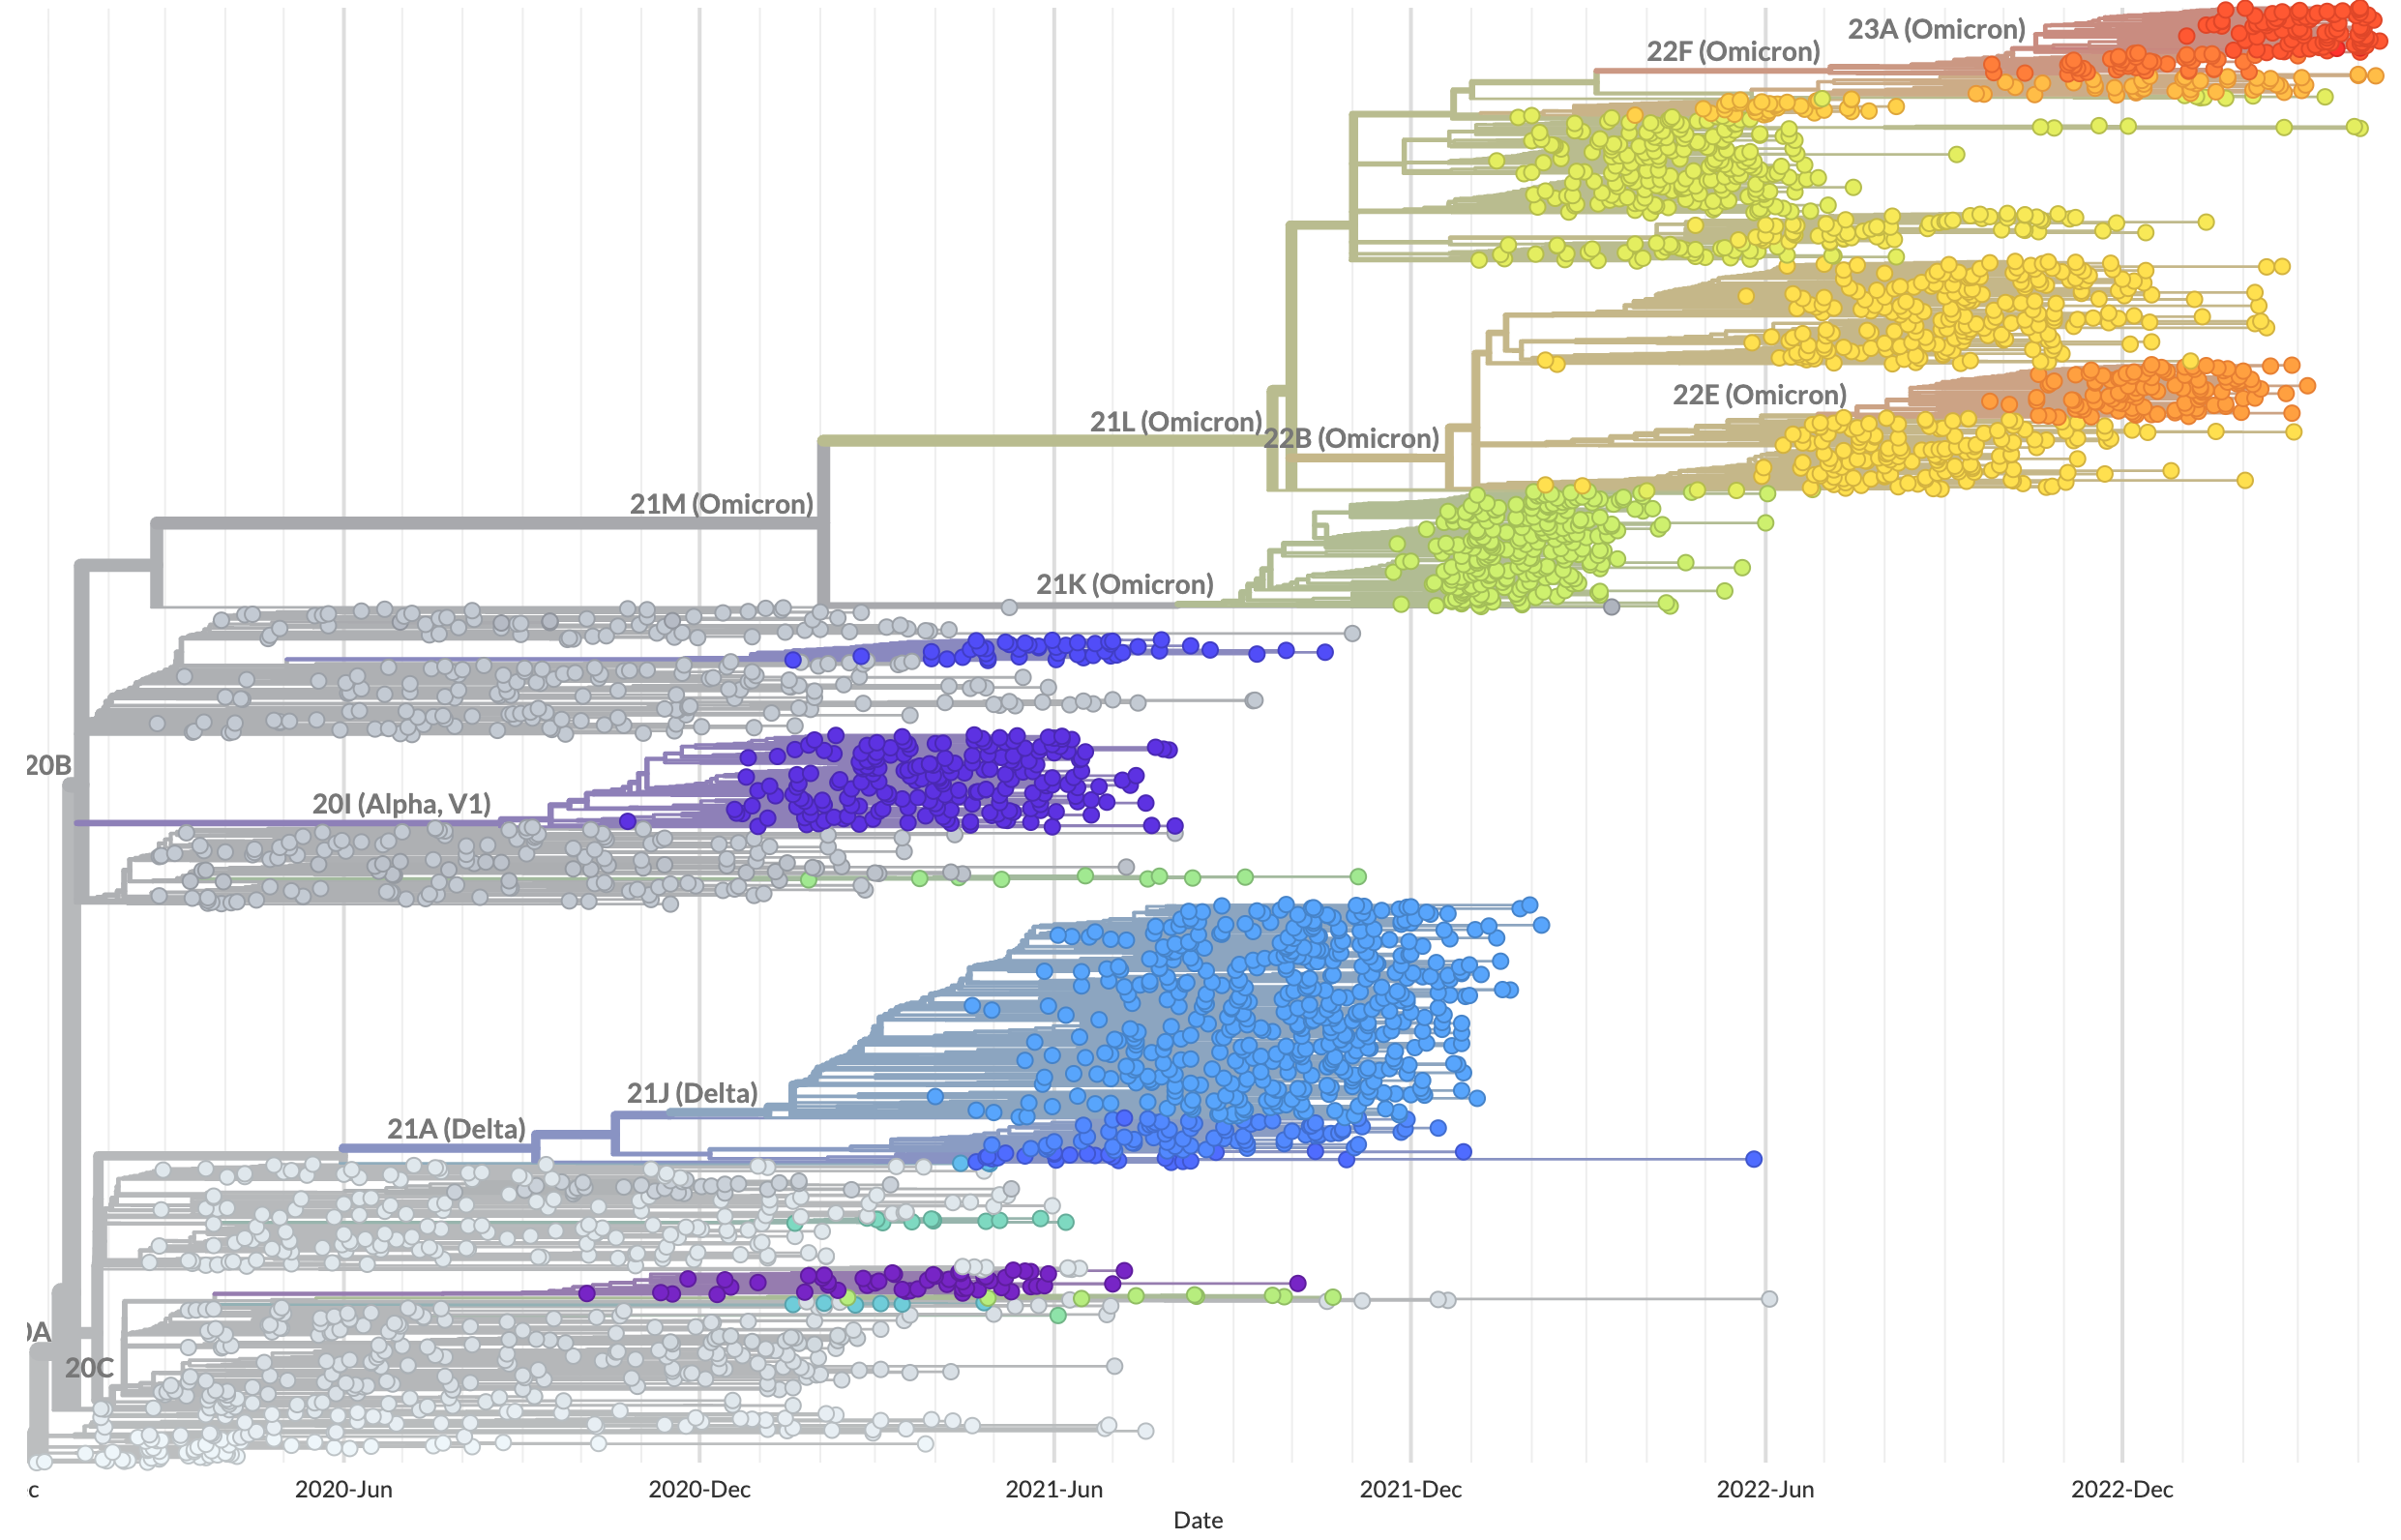 23A (Omicron)
22F (Omicron)
22E (Omicron)
21L (Omicron)
22B (Omicron)
21M (Omicron)
21K (Omicron)
20B
20I (Alpha, V1)
21J (Delta)
21A (Delta)
20C
2020-Jun 2020-Dec 2021-Jun 2021-Dec 2022-Jun 2022-Dec
Date